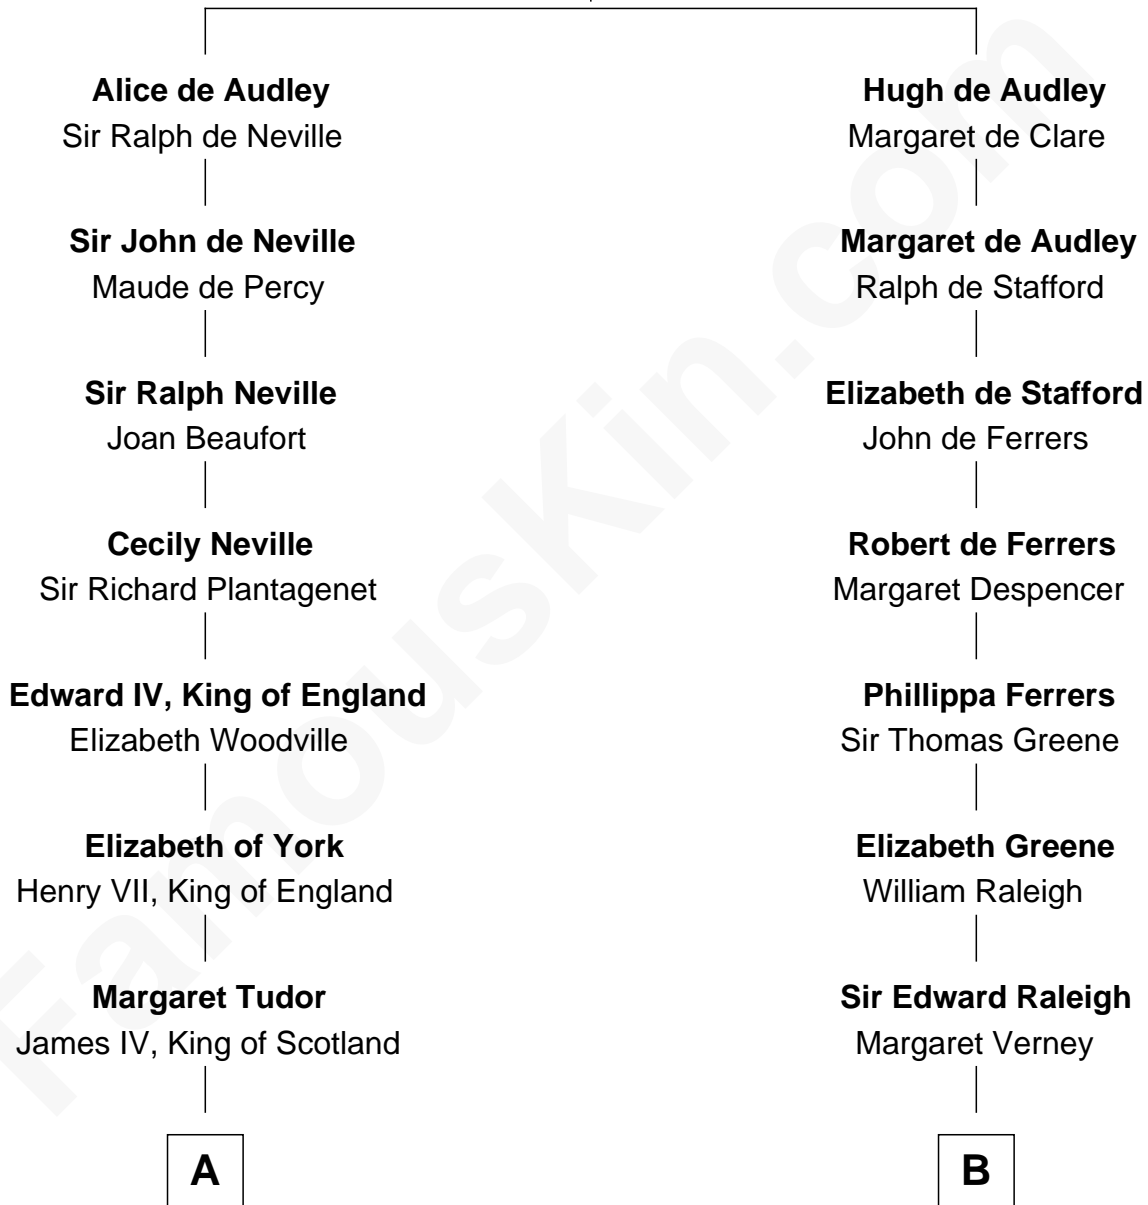 Alice de Audley
Sir Ralph de Neville
Sir John de Neville
Maude de Percy
Sir Ralph Neville
Joan Beaufort
Cecily Neville
Sir Richard Plantagenet
Edward IV, King of England
Elizabeth Woodville
Elizabeth of York
Henry VII, King of England
Margaret Tudor
James IV, King of Scotland
A
Hugh de Audley
Margaret de Clare
Margaret de Audley
Ralph de Stafford
Elizabeth de Stafford
John de Ferrers
Robert de Ferrers
Margaret Despencer
Phillippa Ferrers
Sir Thomas Greene
Elizabeth Greene
William Raleigh
Sir Edward Raleigh
Margaret Verney
B
FamousKin.com